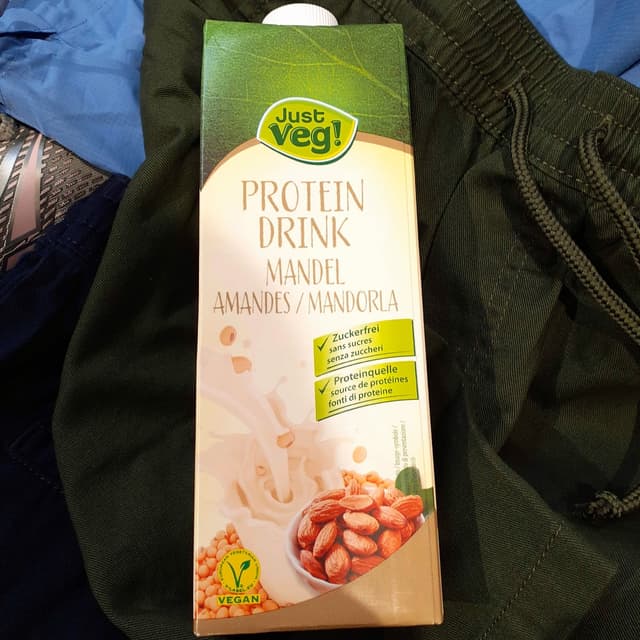 Just
Veg!
PROTEIN
DRINK
MANDEL
AMANDES / MANDORLA
Zuckerfrei
sans sucres
senza zuccheri
Proteinquelle
source de protéines
fonti di proteine
VEGAN